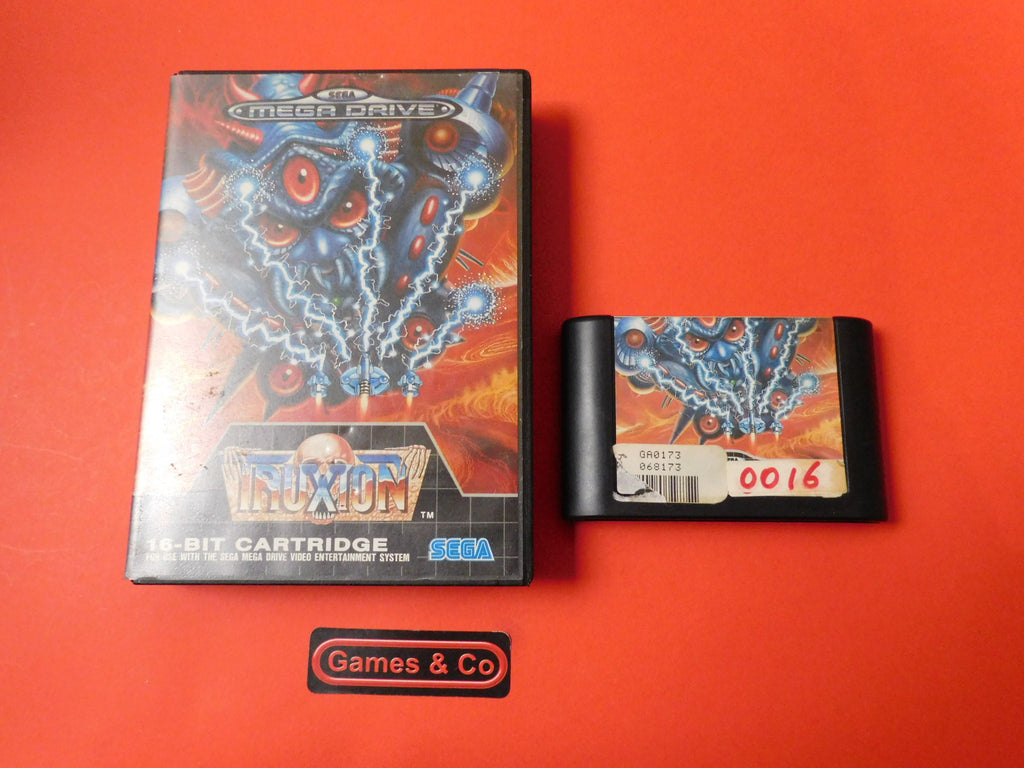 SEGA
MEGA DRIVE
TRUXTON
TM
16-BIT CARTRIDGE
FOR USE WITH THE SEGA MEGA DRIVE VIDEO ENTERTAINMENT SYSTEM
SEGA
GA0173
068173
0016
Games & Co